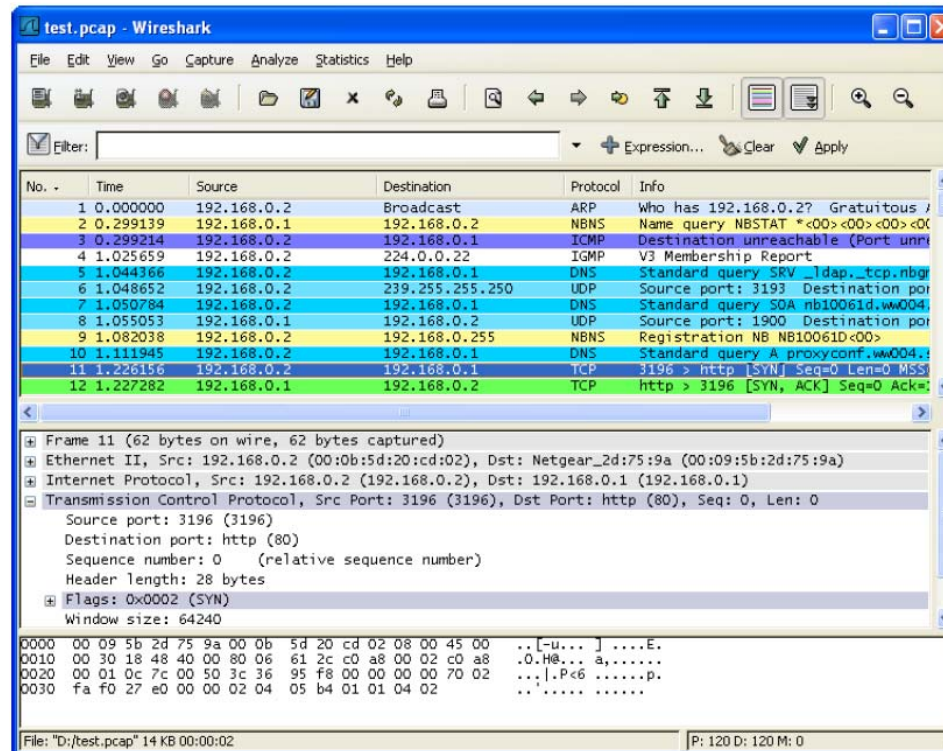 test.pcap - Wireshark
File Edit View Go Capture Analyze Statistics Help
Filter: Expression... Clear Apply
No. . Time Source Destination Protocol Info
1 0.000000 192.168.0.2 Broadcast ARP Who has 192.168.0.2? Gratuitous
2 0.299139 192.168.0.1 192.168.0.2 NBNS Name query NBSTAT *<00><00><00><00
3 0.299214 192.168.0.2 192.168.0.1 ICMP Destination unreachable (Port unre
4 1.025659 192.168.0.2 224.0.0.22 IGMP V3 Membership Report
5 1.044366 192.168.0.2 192.168.0.1 DNS Standard query SRV _ldap._tcp.nbgm
6 1.048652 192.168.0.2 239.255.255.250 UDP Source port: 3193 Destination por
7 1.050784 192.168.0.2 192.168.0.1 DNS Standard query SOA nb10061d.ww004.
8 1.055053 192.168.0.1 192.168.0.2 UDP Source port: 1900 Destination por
9 1.082038 192.168.0.2 192.168.0.255 NBNS Registration NB NB10061D<00>
10 1.111945 192.168.0.2 192.168.0.1 DNS Standard query A proxyconf.ww004.s
11 1.226156 192.168.0.2 192.168.0.1 TCP 3196 > http [SYN] Seq=0 Len=0 MSS
12 1.227282 192.168.0.1 192.168.0.2 TCP http > 3196 [SYN, ACK] Seq=0 Ack=1
Frame 11 (62 bytes on wire, 62 bytes captured)
Ethernet II, Src: 192.168.0.2 (00:0b:5d:20:cd:02), Dst: Netgear_2d:75:9a (00:09:5b:2d:75:9a)
Internet Protocol, Src: 192.168.0.2 (192.168.0.2), Dst: 192.168.0.1 (192.168.0.1)
Transmission Control Protocol, Src Port: 3196 (3196), Dst Port: http (80), Seq: 0, Len: 0
Source port: 3196 (3196)
Destination port: http (80)
Sequence number: 0 (relative sequence number)
Header length: 28 bytes
Flags: 0x0002 (SYN)
Window size: 64240
0000 00 09 5b 2d 75 9a 00 0b 5d 20 cd 02 08 00 45 00 ..[-u... ] ....E.
0010 00 30 18 48 40 00 80 06 61 2c c0 a8 00 02 c0 a8 .0.H@... a,......
0020 00 01 0c 7c 00 50 3c 36 95 f8 00 00 00 00 70 02 ...|.P<6 ......p.
0030 fa f0 27 e0 00 00 02 04 05 b4 01 01 04 02 ..'..... ......
File: "D:/test.pcap" 14 KB 00:00:02 P: 120 D: 120 M: 0